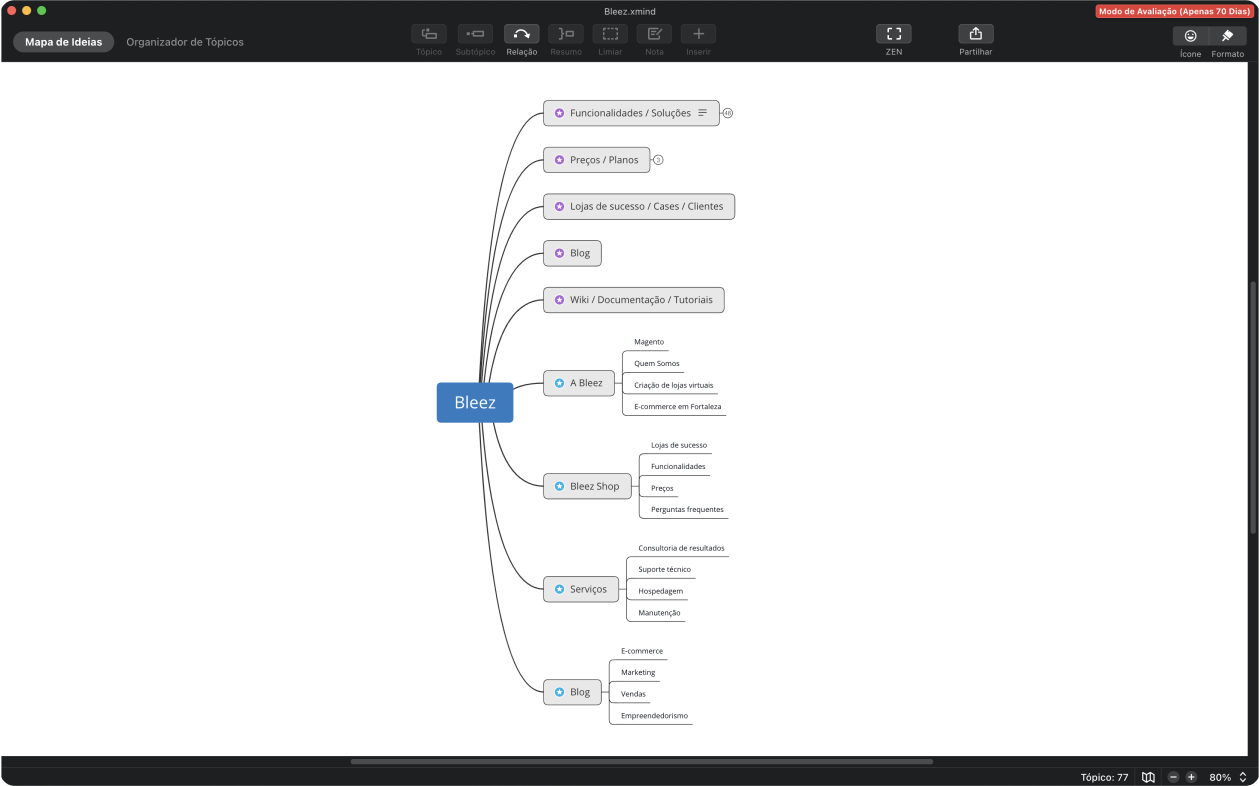 Bleez.xmind
Modo de Avaliação (Apenas 70 Dias)
Mapa de Ideias
Organizador de Tópicos
Tópico
Subtópico
Relação
Resumo
Limiar
Nota
Inserir
ZEN
Partilhar
Ícone
Formato
Funcionalidades / Soluções
48
Preços / Planos
3
Lojas de sucesso / Cases / Clientes
Blog
Wiki / Documentação / Tutoriais
Bleez
A Bleez
Magento
Quem Somos
Criação de lojas virtuais
E-commerce em Fortaleza
Bleez Shop
Lojas de sucesso
Funcionalidades
Preços
Perguntas frequentes
Serviços
Consultoria de resultados
Suporte técnico
Hospedagem
Manutenção
Blog
E-commerce
Marketing
Vendas
Empreendedorismo
Tópico: 77
80%